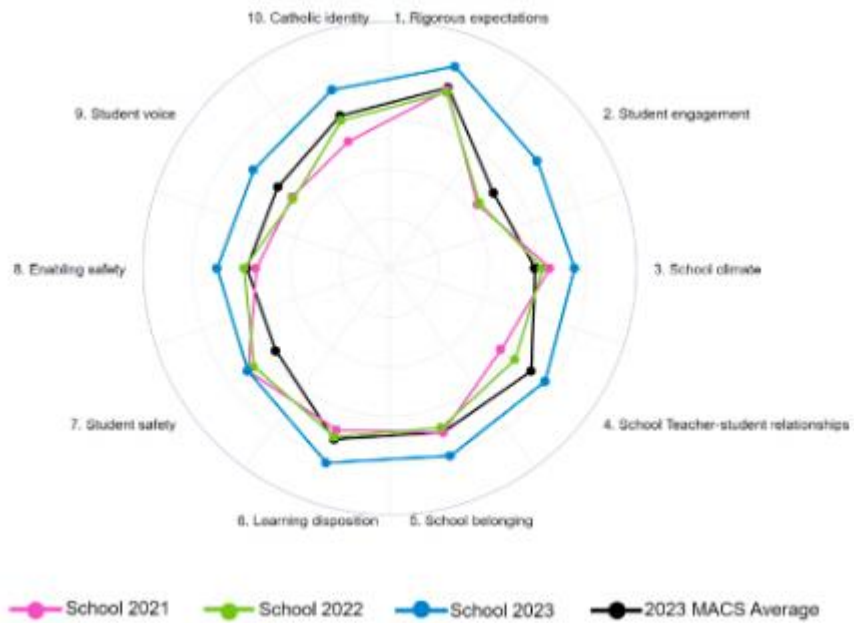 10. Catholic identity
1. Rigorous expectations
9. Student voice
2. Student engagement
8. Enabling safety
3. School climate
7. Student safety
4. School Teacher-student relationships
6. Learning disposition
5. School belonging
School 2021
School 2022
School 2023
2023 MACS Average